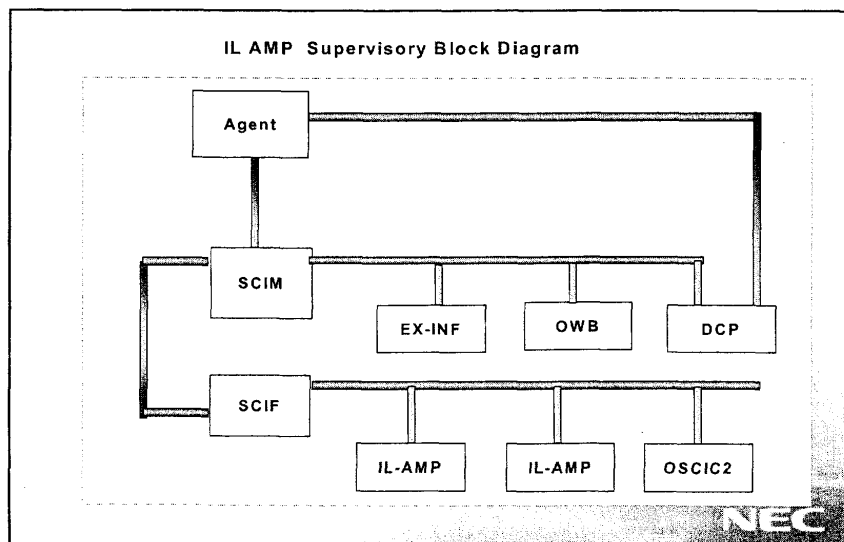 IL AMP Supervisory Block Diagram
Agent
SCIM
EX-INF
OWB
DCP
SCIF
IL-AMP
IL-AMP
OSCIC2
NEC